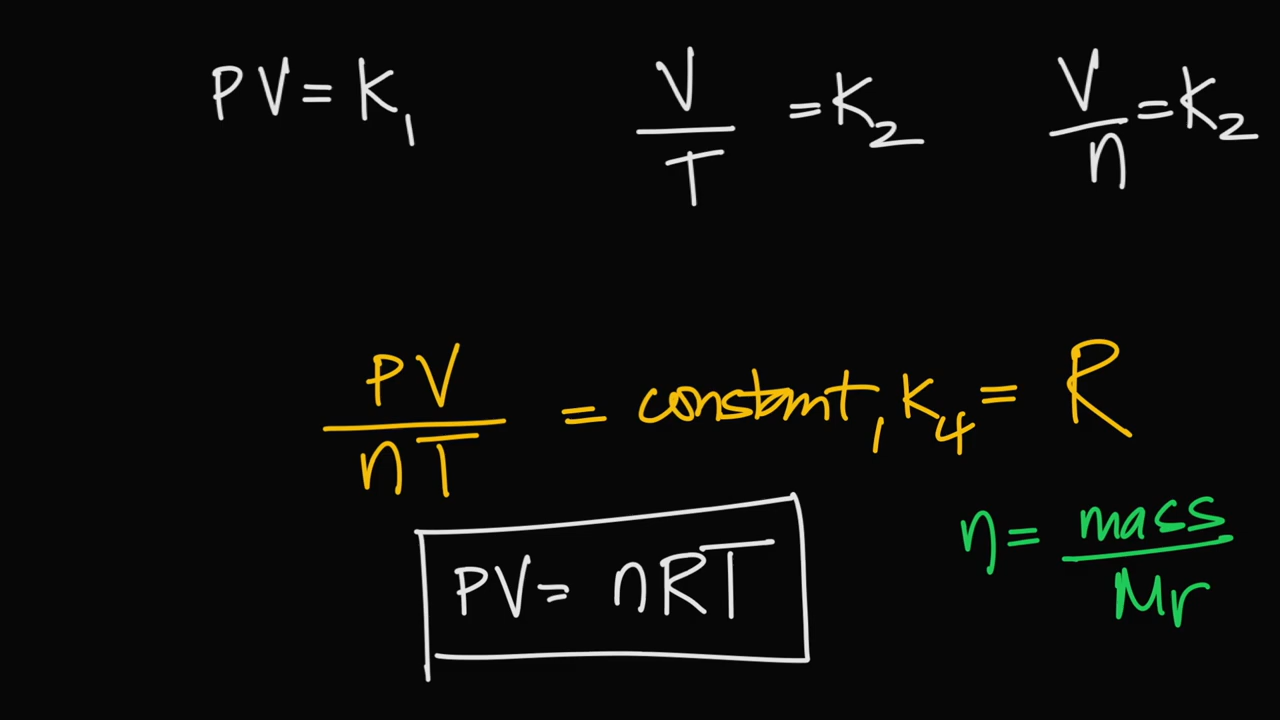 PV = K₁ V/T = K₂ V/n = K₂
PV/nT = constant, K₄ = R
n = mass/Mr
PV = nRT